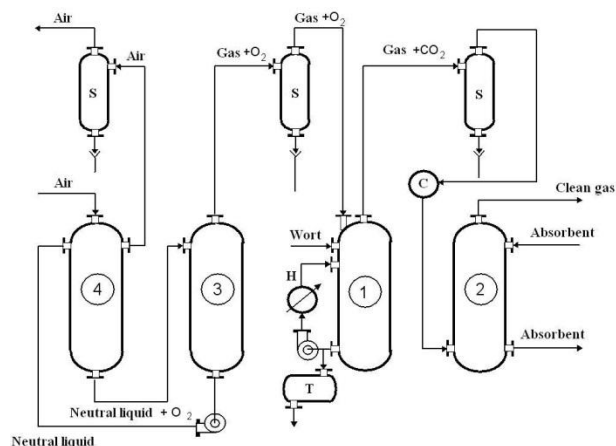 Air
Air
S
Gas +O2
S
Gas +O2
Gas +CO2
S
C
Air
Clean gas
Wort
Absorbent
4
3
H
1
2
Absorbent
T
Neutral liquid + O2
Neutral liquid